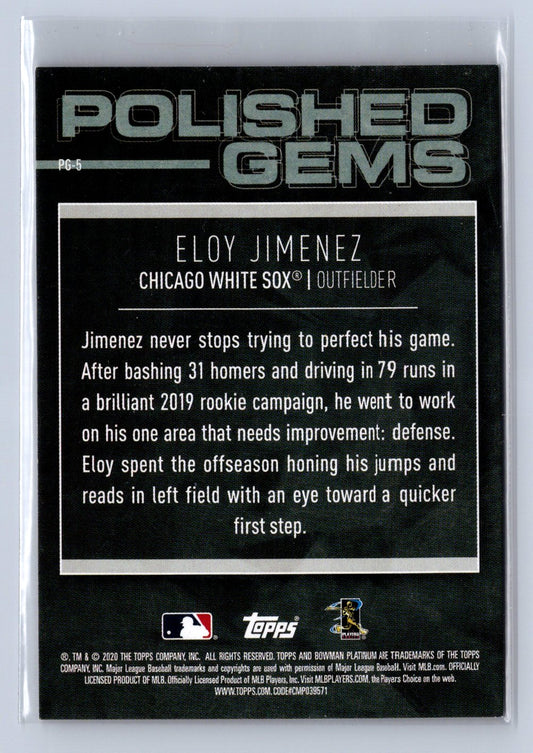 POLISHED
GEMS
PG-5
ELOY JIMENEZ
CHICAGO WHITE SOX® | OUTFIELDER
Jimenez never stops trying to perfect his game.
After bashing 31 homers and driving in 79 runs in
a brilliant 2019 rookie campaign, he went to work
on his one area that needs improvement: defense.
Eloy spent the offseason honing his jumps and
reads in left field with an eye toward a quicker
first step.
topps
PLAYERS
®, TM & © 2020 THE TOPPS COMPANY, INC. ALL RIGHTS RESERVED. TOPPS AND BOWMAN PLATINUM ARE TRADEMARKS OF THE TOPPS
COMPANY, INC. Major League Baseball trademarks and copyrights are used with permission of Major League Baseball. Visit MLB.com. OFFICIALLY
LICENSED PRODUCT OF MLB. Officially Licensed Product of MLB Players, Inc. Visit MLBPLAYERS.COM, the Players Choice on the web.
WWW.TOPPS.COM. CODE#CMP039571